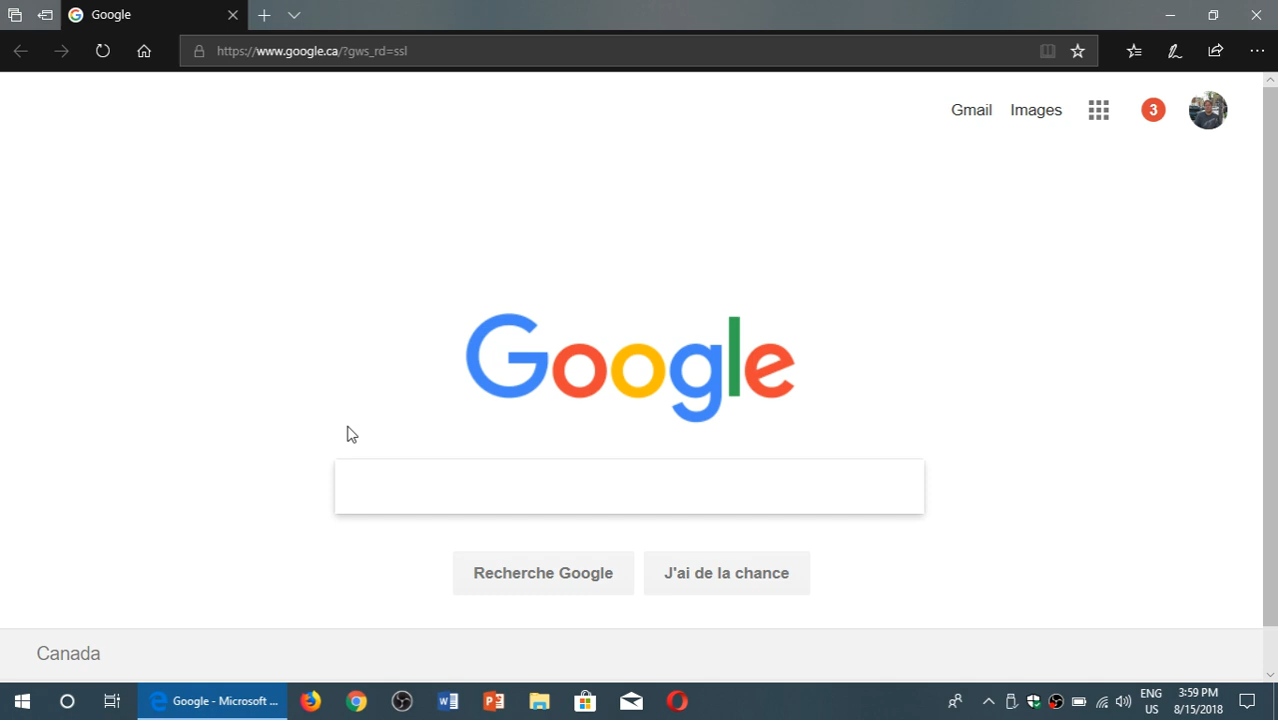 Google
https://www.google.ca/?gws_rd=ssl
Gmail Images 3
Google
Recherche Google J'ai de la chance
Canada
Google - Microsoft ...
ENG 3:59 PM
US 8/15/2018